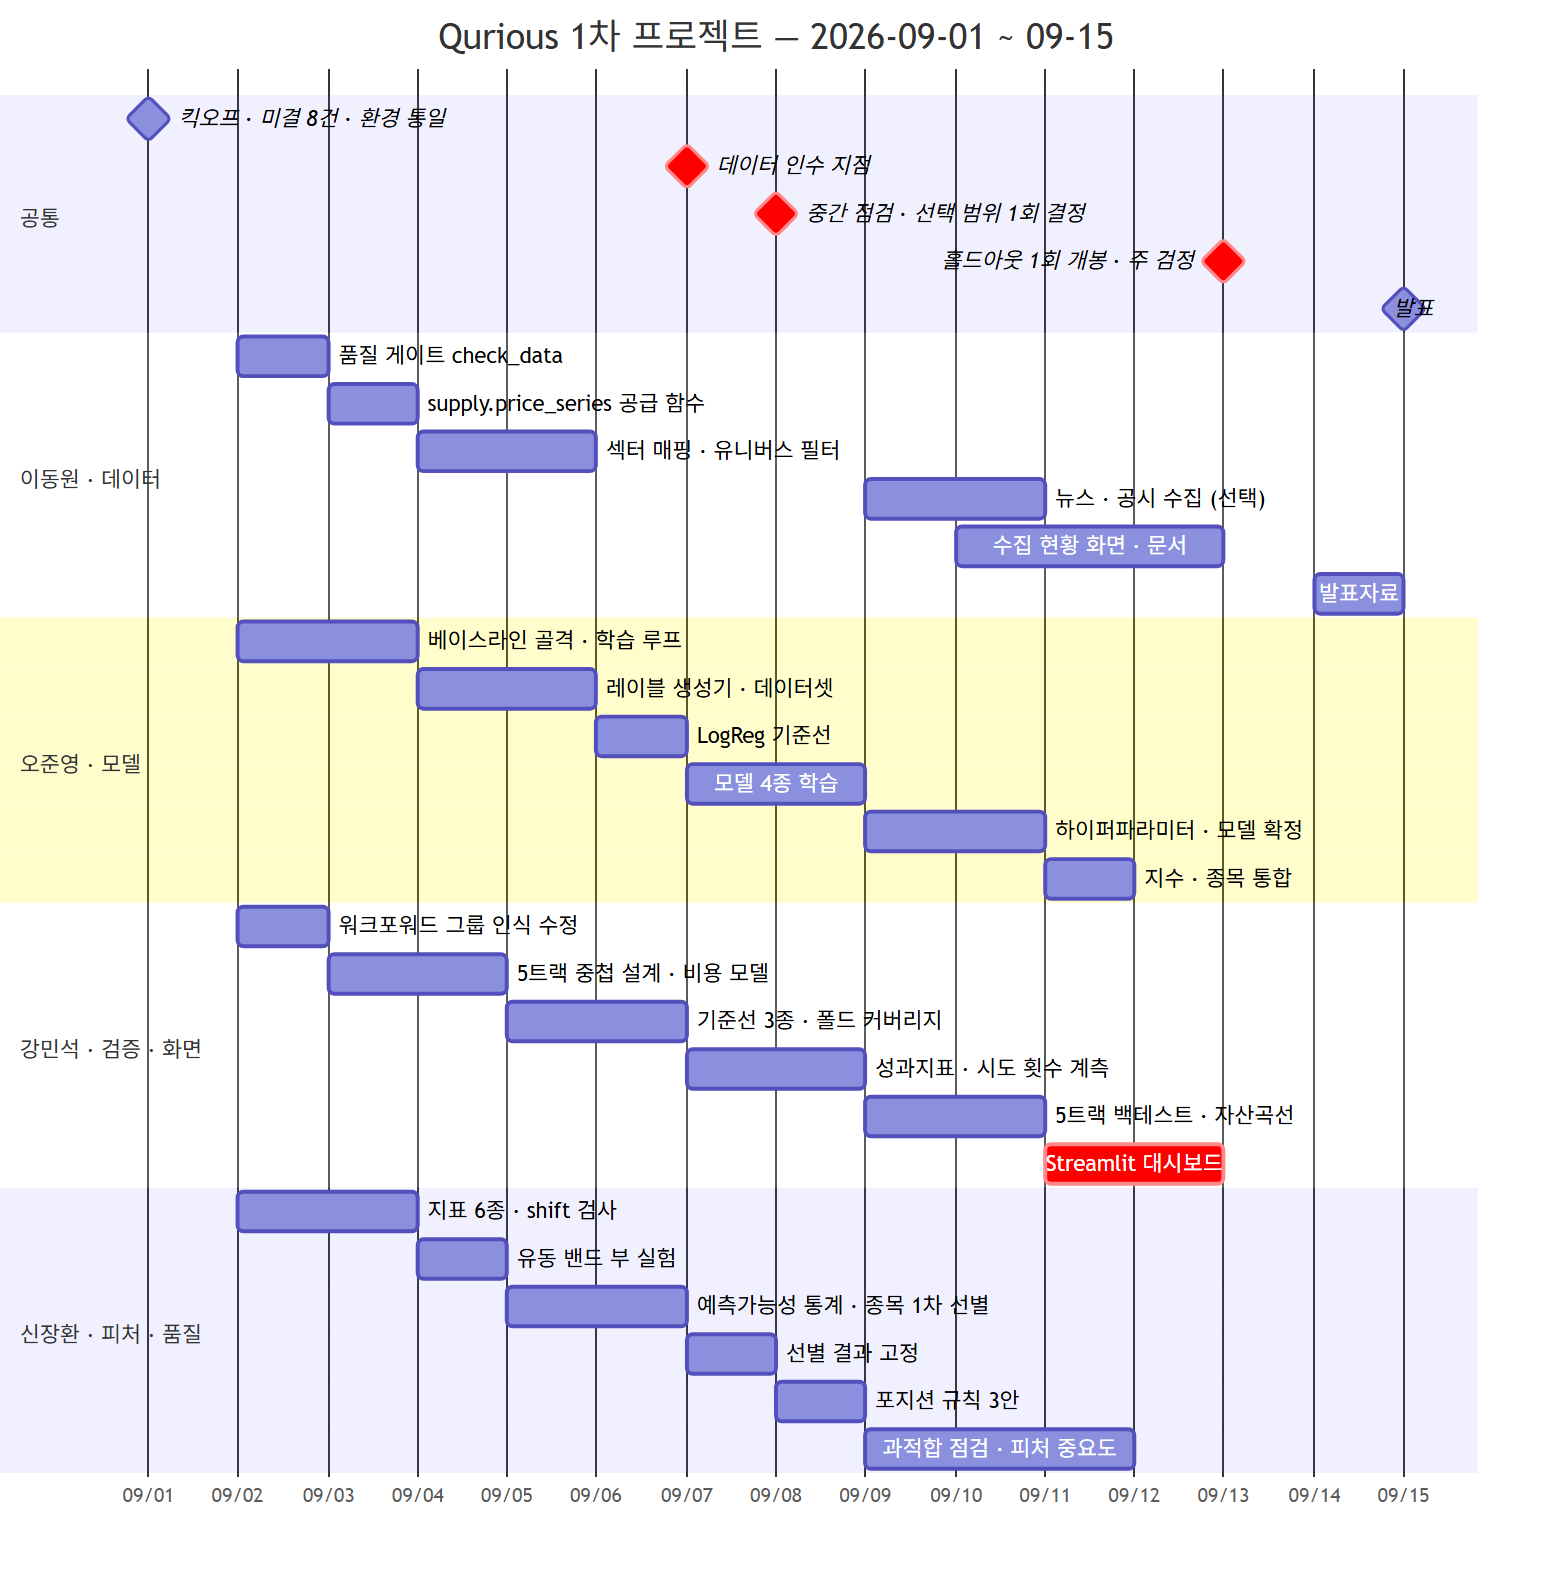 Qurious 1차 프로젝트 — 2026-09-01 ~ 09-15
공통
킥오프 · 미결 8건 · 환경 통일
데이터 인수 지점
중간 점검 · 선택 범위 1회 결정
홀드아웃 1회 개봉 · 주 검정
발표
이동원 · 데이터
품질 게이트 check_data
supply.price_series 공급 함수
섹터 매핑 · 유니버스 필터
뉴스 · 공시 수집 (선택)
수집 현황 화면 · 문서
발표자료
오준영 · 모델
베이스라인 골격 · 학습 루프
레이블 생성기 · 데이터셋
LogReg 기준선
모델 4종 학습
하이퍼파라미터 · 모델 확정
지수 · 종목 통합
강민석 · 검증 · 화면
워크포워드 그룹 인식 수정
5트랙 중첩 설계 · 비용 모델
기준선 3종 · 폴드 커버리지
성과지표 · 시도 횟수 계측
5트랙 백테스트 · 자산곡선
Streamlit 대시보드
신장환 · 피처 · 품질
지표 6종 · shift 검사
유동 밴드 부 실험
예측가능성 통계 · 종목 1차 선별
선별 결과 고정
포지션 규칙 3안
과적합 점검 · 피처 중요도
09/01 09/02 09/03 09/04 09/05 09/06 09/07 09/08 09/09 09/10 09/11 09/12 09/13 09/14 09/15